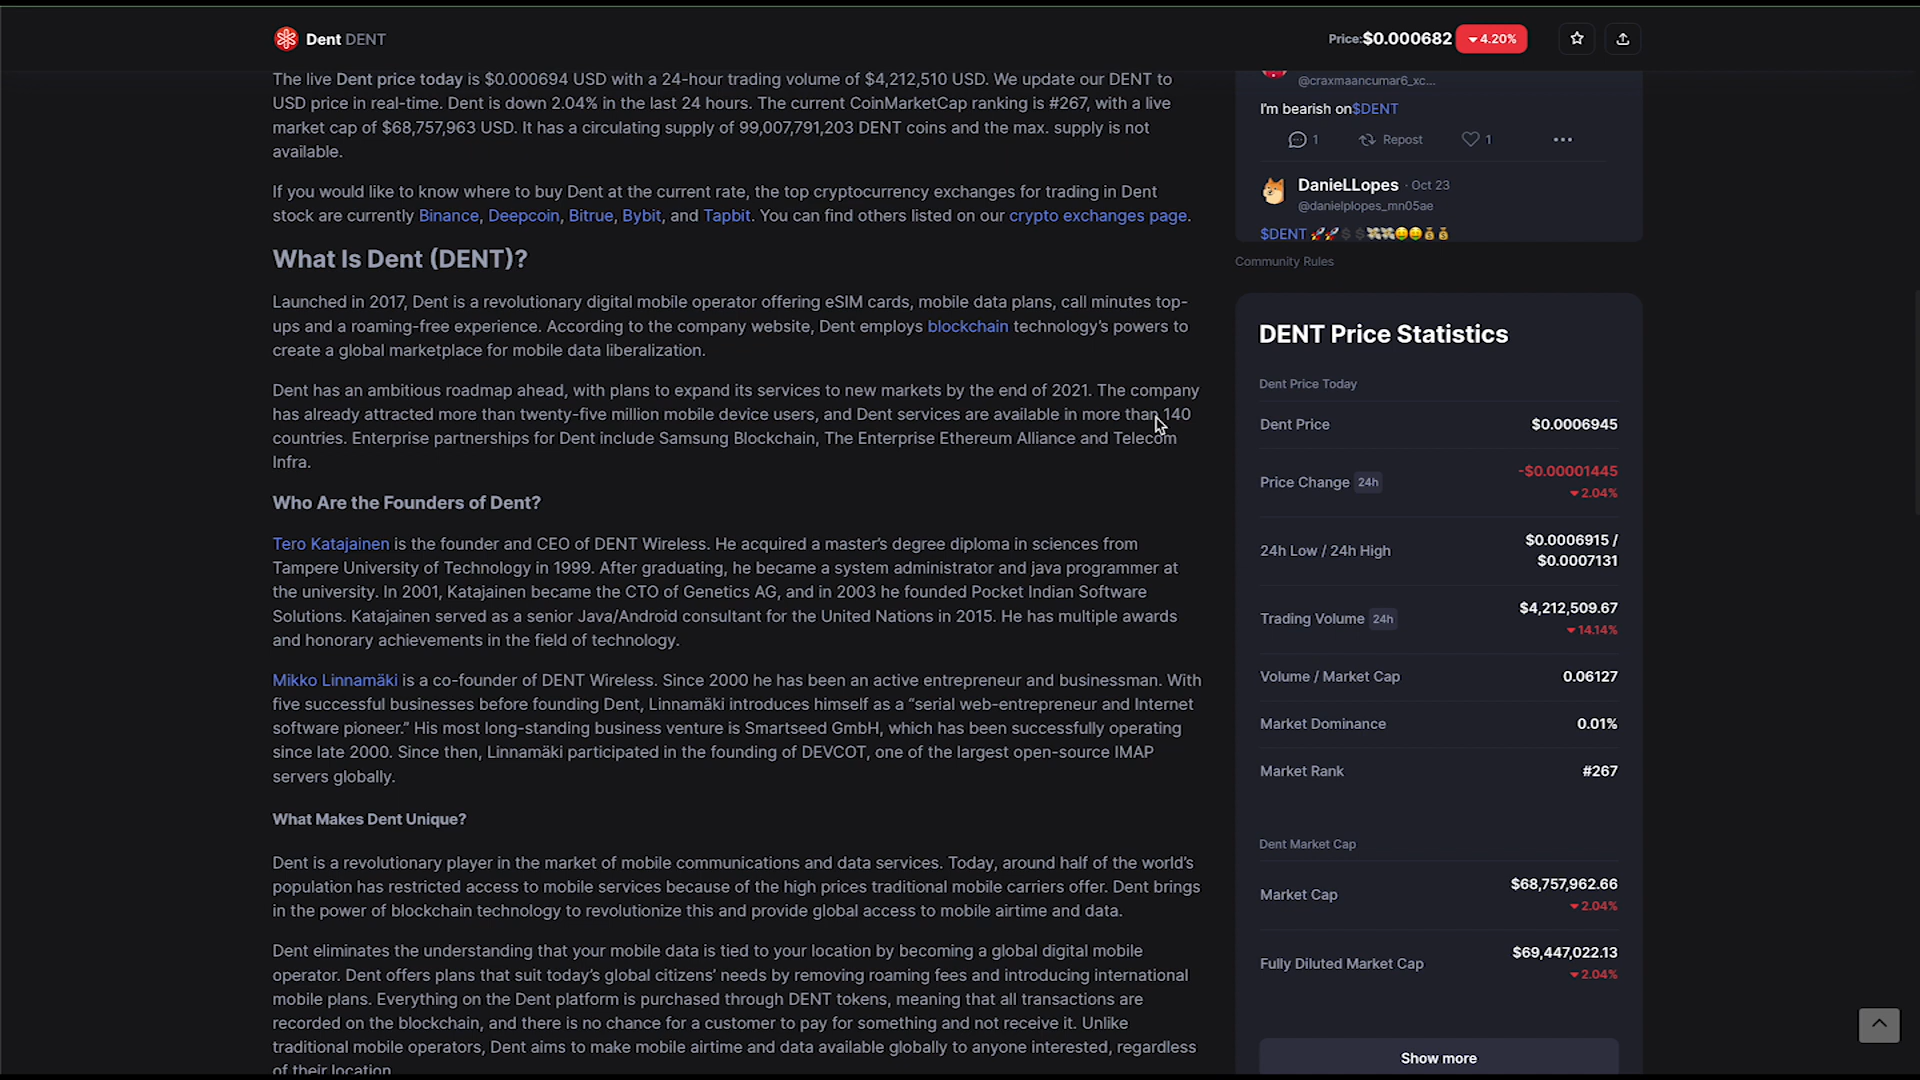 Dent DENT
Price:$0.000682 4.20%
The live Dent price today is $0.000694 USD with a 24-hour trading volume of $4,212,510 USD. We update our DENT to
USD price in real-time. Dent is down 2.04% in the last 24 hours. The current CoinMarketCap ranking is #267, with a live
market cap of $68,757,963 USD. It has a circulating supply of 99,007,791,203 DENT coins and the max. supply is not
available.
If you would like to know where to buy Dent at the current rate, the top cryptocurrency exchanges for trading in Dent
stock are currently Binance, Deepcoin, Bitrue, Bybit, and Tapbit. You can find others listed on our crypto exchanges page.
What Is Dent (DENT)?
Launched in 2017, Dent is a revolutionary digital mobile operator offering eSIM cards, mobile data plans, call minutes top-
ups and a roaming-free experience. According to the company website, Dent employs blockchain technology's powers to
create a global marketplace for mobile data liberalization.
Dent has an ambitious roadmap ahead, with plans to expand its services to new markets by the end of 2021. The company
has already attracted more than twenty-five million mobile device users, and Dent services are available in more than 140
countries. Enterprise partnerships for Dent include Samsung Blockchain, The Enterprise Ethereum Alliance and Telecom
Infra.
Who Are the Founders of Dent?
Tero Katajainen is the founder and CEO of DENT Wireless. He acquired a master's degree diploma in sciences from
Tampere University of Technology in 1999. After graduating, he became a system administrator and java programmer at
the university. In 2001, Katajainen became the CTO of Genetics AG, and in 2003 he founded Pocket Indian Software
Solutions. Katajainen served as a senior Java/Android consultant for the United Nations in 2015. He has multiple awards
and honorary achievements in the field of technology.
Mikko Linnamäki is a co-founder of DENT Wireless. Since 2000 he has been an active entrepreneur and businessman. With
five successful businesses before founding Dent, Linnamäki introduces himself as a “serial web-entrepreneur and Internet
software pioneer.” His most long-standing business venture is Smartseed GmbH, which has been successfully operating
since late 2000. Since then, Linnamäki participated in the founding of DEVCOT, one of the largest open-source IMAP
servers globally.
What Makes Dent Unique?
Dent is a revolutionary player in the market of mobile communications and data services. Today, around half of the world's
population has restricted access to mobile services because of the high prices traditional mobile carriers offer. Dent brings
in the power of blockchain technology to revolutionize this and provide global access to mobile airtime and data.
Dent eliminates the understanding that your mobile data is tied to your location by becoming a global digital mobile
operator. Dent offers plans that suit today's global citizens' needs by removing roaming fees and introducing international
mobile plans. Everything on the Dent platform is purchased through DENT tokens, meaning that all transactions are
recorded on the blockchain, and there is no chance for a customer to pay for something and not receive it. Unlike
traditional mobile operators, Dent aims to make mobile airtime and data available globally to anyone interested, regardless
of their location.
@craxmaancumar6_xc...
I'm bearish on$DENT
1 Repost 1
DanieLLopes · Oct 23
@danielplopes_mn05ae
$DENT 🚀🚀💲💲💸💸🤑🤑💰💰
Community Rules
DENT Price Statistics
Dent Price Today
Dent Price $0.0006945
Price Change 24h -$0.00001445
2.04%
24h Low / 24h High $0.0006915 /
$0.0007131
Trading Volume 24h $4,212,509.67
14.14%
Volume / Market Cap 0.06127
Market Dominance 0.01%
Market Rank #267
Dent Market Cap
Market Cap $68,757,962.66
2.04%
Fully Diluted Market Cap $69,447,022.13
2.04%
Show more